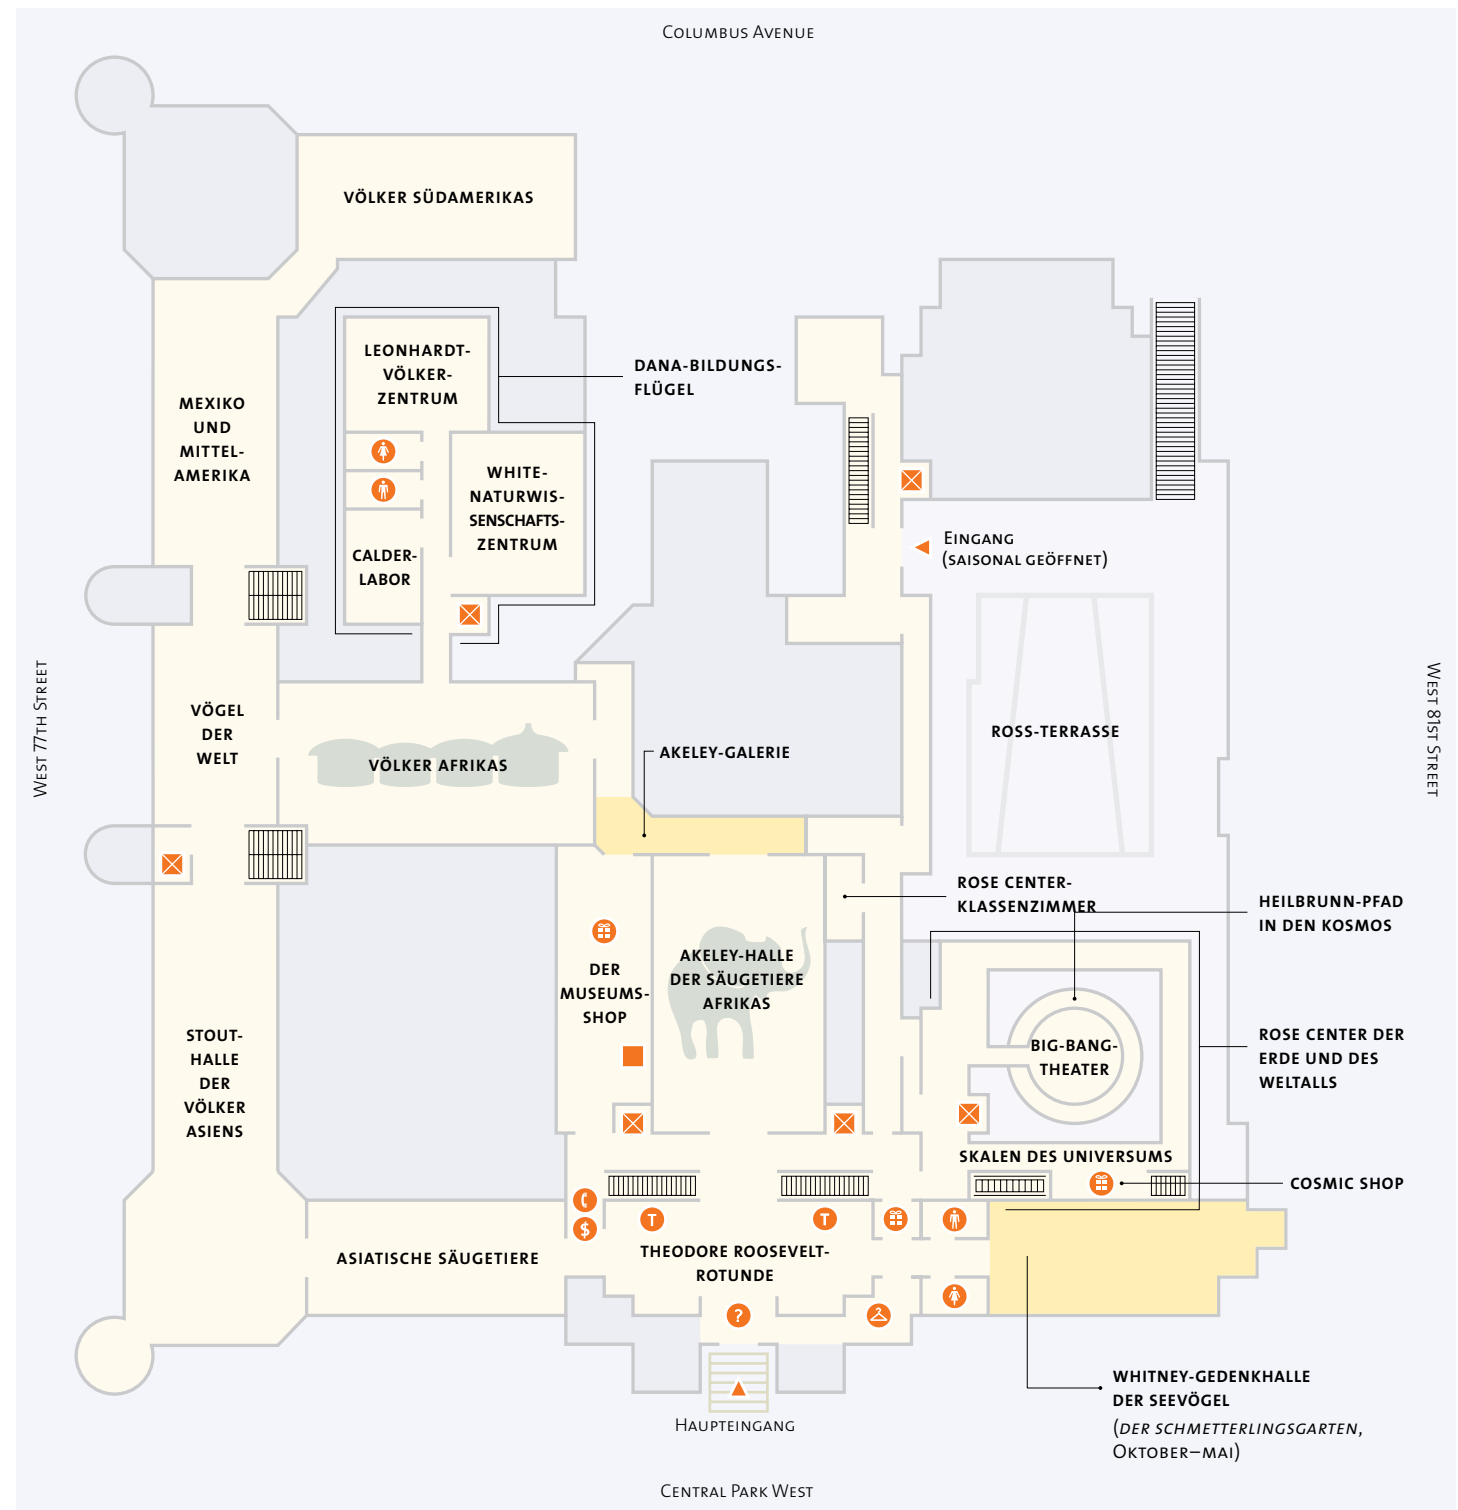 Columbus Avenue
VÖLKER SÜDAMERIKAS
LEONHARDT-
VÖLKER-
ZENTRUM
DANA-BILDUNGS-
FLÜGEL
MEXIKO
UND
MITTEL-
AMERIKA
WHITE-
NATURWIS-
SENSCHAFTS-
ZENTRUM
CALDER-
LABOR
Eingang
(saisonal geöffnet)
West 77th Street
West 81st Street
VÖGEL
DER
WELT
VÖLKER AFRIKAS
AKELEY-GALERIE
ROSS-TERRASSE
ROSE CENTER-
KLASSENZIMMER
HEILBRUNN-PFAD
IN DEN KOSMOS
DER
MUSEUMS-
SHOP
AKELEY-HALLE
DER SÄUGETIERE
AFRIKAS
STOUT-
HALLE
DER
VÖLKER
ASIENS
BIG-BANG-
THEATER
ROSE CENTER DER
ERDE UND DES
WELTALLS
SKALEN DES UNIVERSUMS
COSMIC SHOP
$
T
T
ASIATISCHE SÄUGETIERE
THEODORE ROOSEVELT-
ROTUNDE
?
Haupteingang
WHITNEY-GEDENKHALLE
DER SEEVÖGEL
(DER SCHMETTERLINGSGARTEN,
Oktober–Mai)
Central Park West